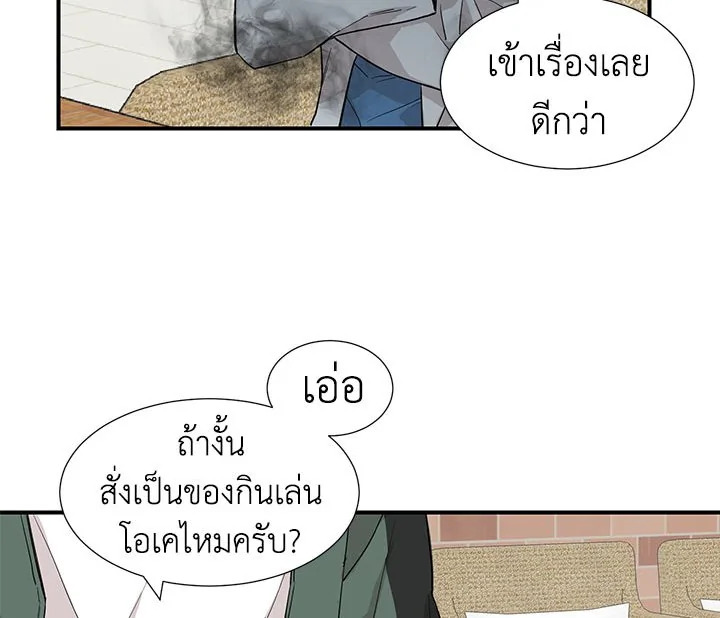 เข้าเรื่องเลย
ดีกว่า
เอ่อ
ถ้างั้น
สั่งเป็นของกินเล่น
โอเคไหมครับ?